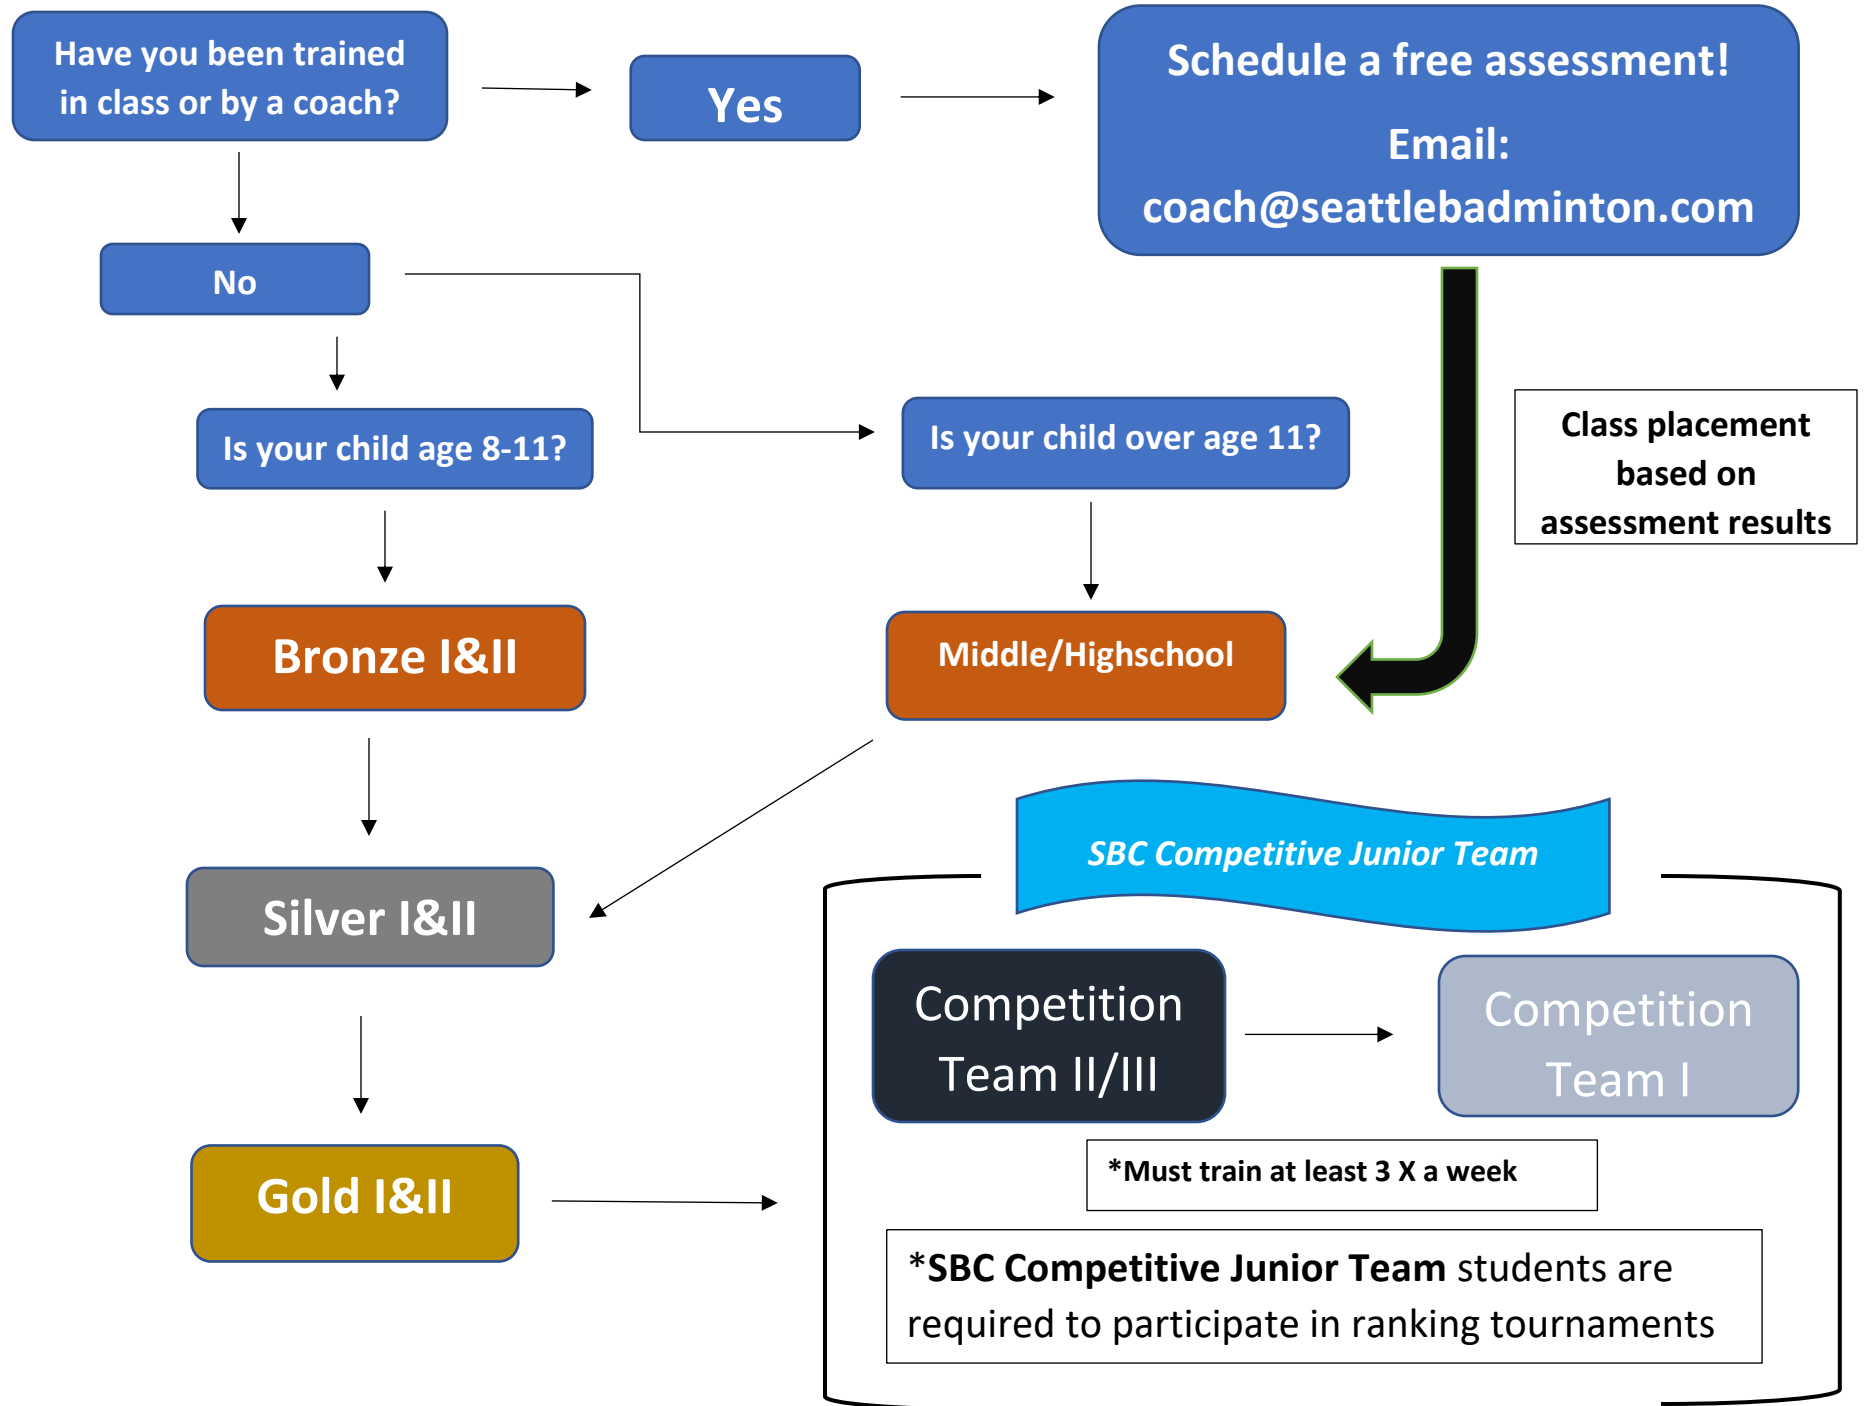 Have you been trained
in class or by a coach?
Yes
Schedule a free assessment!
Email:
coach@seattlebadminton.com
No
Is your child age 8-11?
Is your child over age 11?
Class placement
based on
assessment results
Bronze I&II
Middle/Highschool
SBC Competitive Junior Team
Silver I&II
Competition
Team II/III
Competition
Team I
*Must train at least 3 X a week
Gold I&II
*SBC Competitive Junior Team students are
required to participate in ranking tournaments